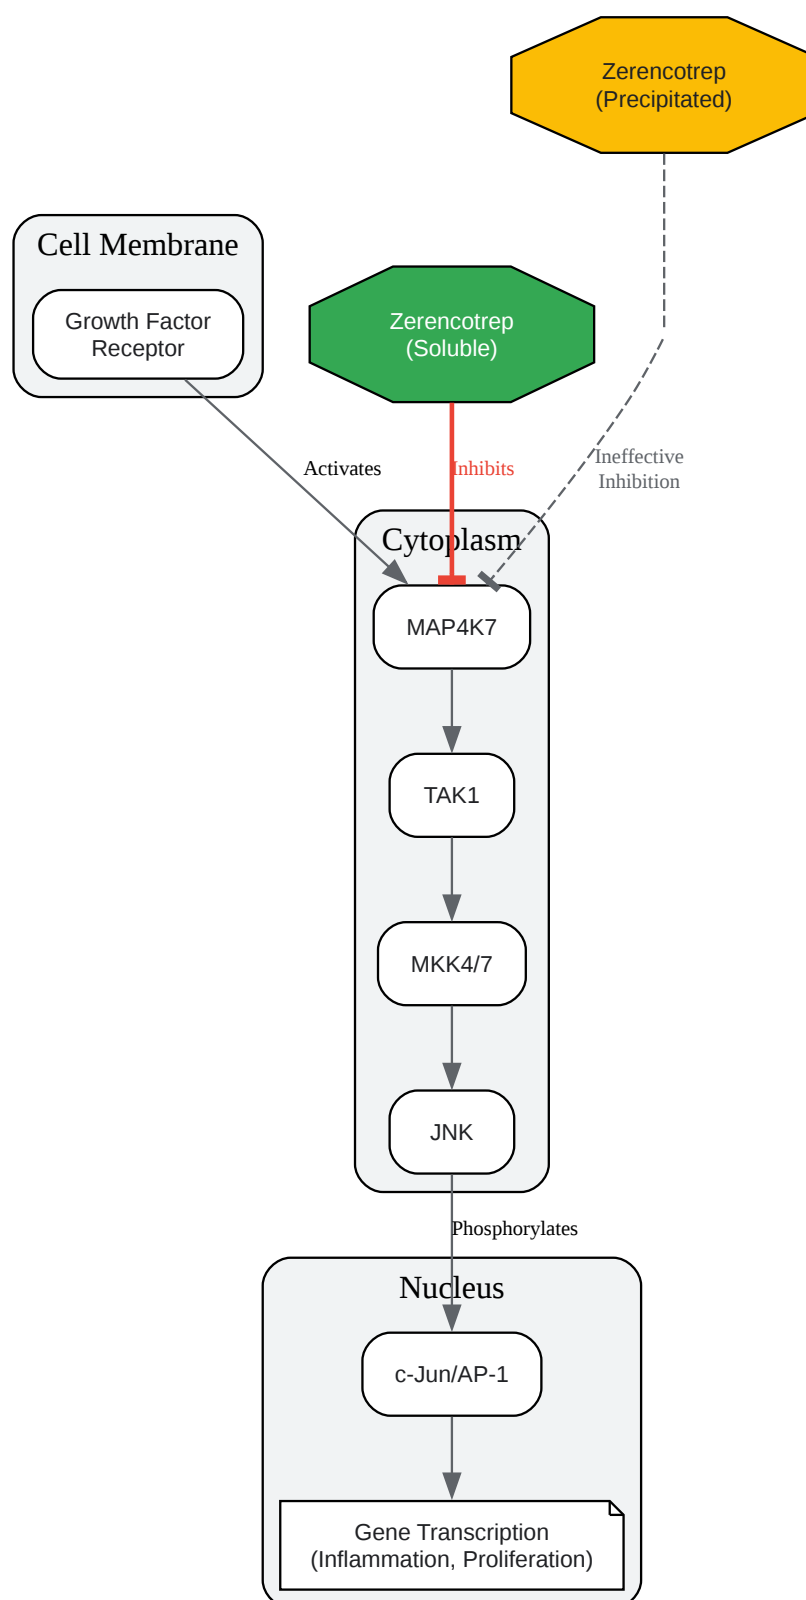 Zerencotrep
(Precipitated)
Cell Membrane
Growth Factor
Receptor
Zerencotrep
(Soluble)
Activates
Inhibits
Ineffective
Inhibition
Cytoplasm
MAP4K7
TAK1
MKK4/7
JNK
Phosphorylates
Nucleus
c-Jun/AP-1
Gene Transcription
(Inflammation, Proliferation)